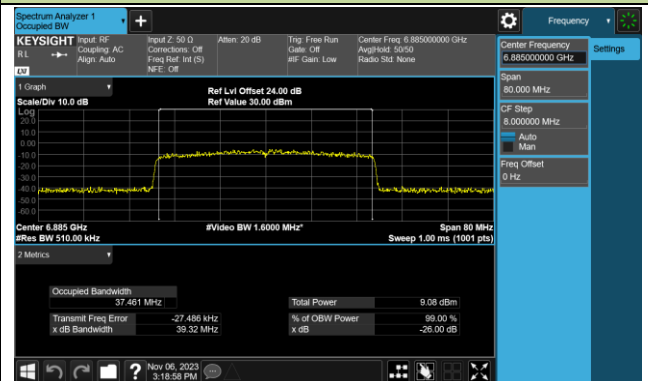 Spectrum Analyzer 1
Occupied BW
Frequency
KEYSIGHT
RL
LXI
Input: RF
Coupling: AC
Align: Auto
Input Z: 50 Ω
Corrections: Off
Freq Ref: Int (S)
NFE: Off
Atten: 20 dB
Trig: Free Run
Gate: Off
#IF Gain: Low
Center Freq: 6.885000000 GHz
Avg|Hold: 50/50
Radio Std: None
Center Frequency
6.885000000 GHz
Settings
Span
80.000 MHz
CF Step
8.000000 MHz
Auto
Man
Freq Offset
0 Hz
1 Graph
Scale/Div 10.0 dB
Ref Lvl Offset 24.00 dB
Ref Value 30.00 dBm
Log
20.0
10.0
0.00
-10.0
-20.0
-30.0
-40.0
-50.0
-60.0
Center 6.885 GHz
#Res BW 510.00 kHz
#Video BW 1.6000 MHz*
Span 80 MHz
Sweep 1.00 ms (1001 pts)
2 Metrics
Occupied Bandwidth
37.461 MHz
Total Power 9.08 dBm
Transmit Freq Error -27.486 kHz
% of OBW Power 99.00 %
x dB Bandwidth 39.32 MHz
x dB -26.00 dB
?
Nov 06, 2023
3:18:58 PM